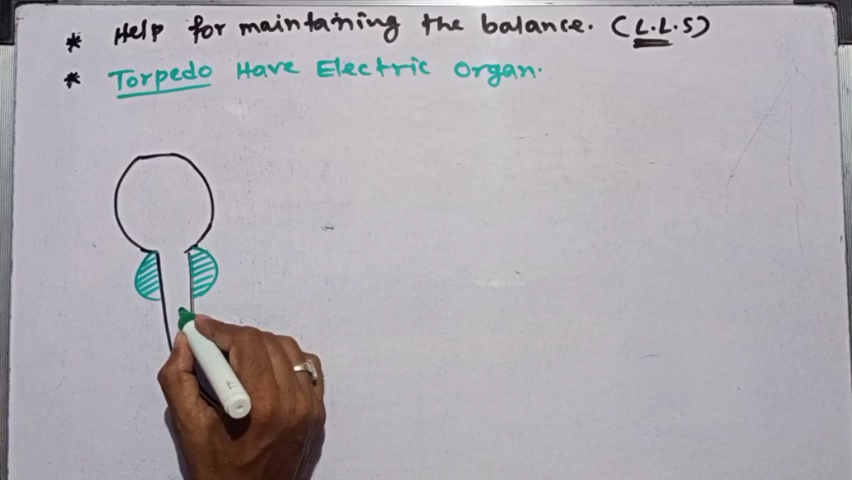 * Help for maintaining the balance. (L.L.S)
* Torpedo Have Electric Organ.